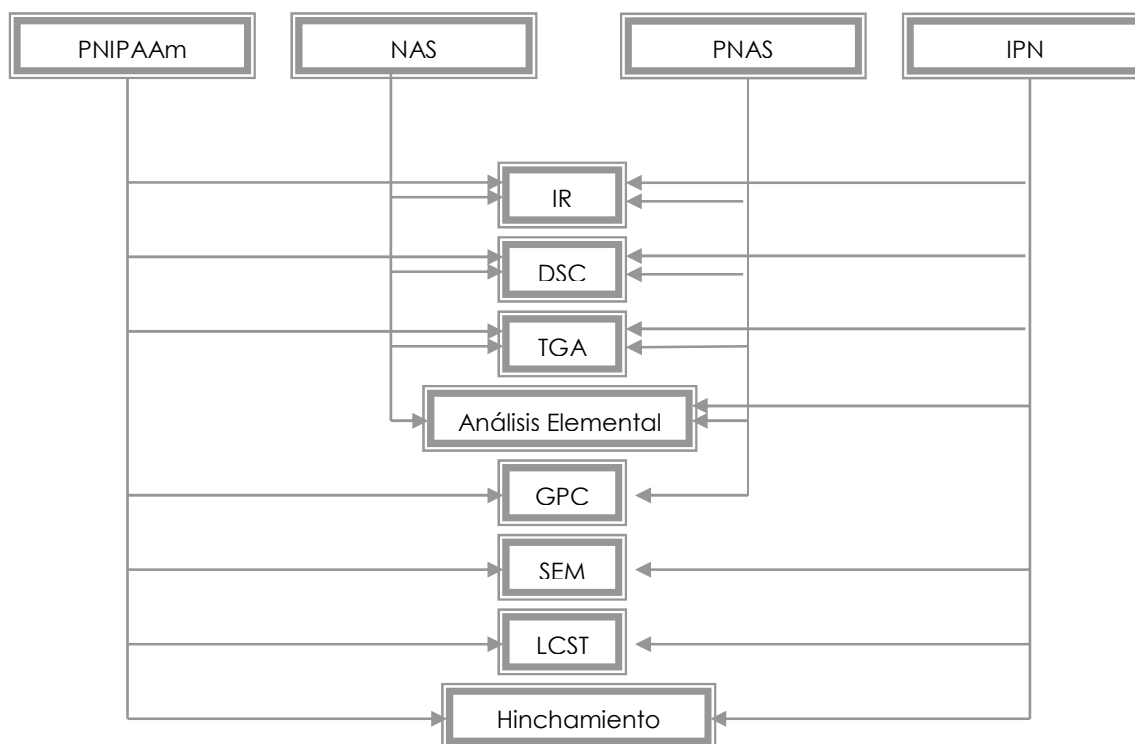 PNIPAAm
NAS
PNAS
IPN
IR
DSC
TGA
Análisis Elemental
GPC
SEM
LCST
Hinchamiento